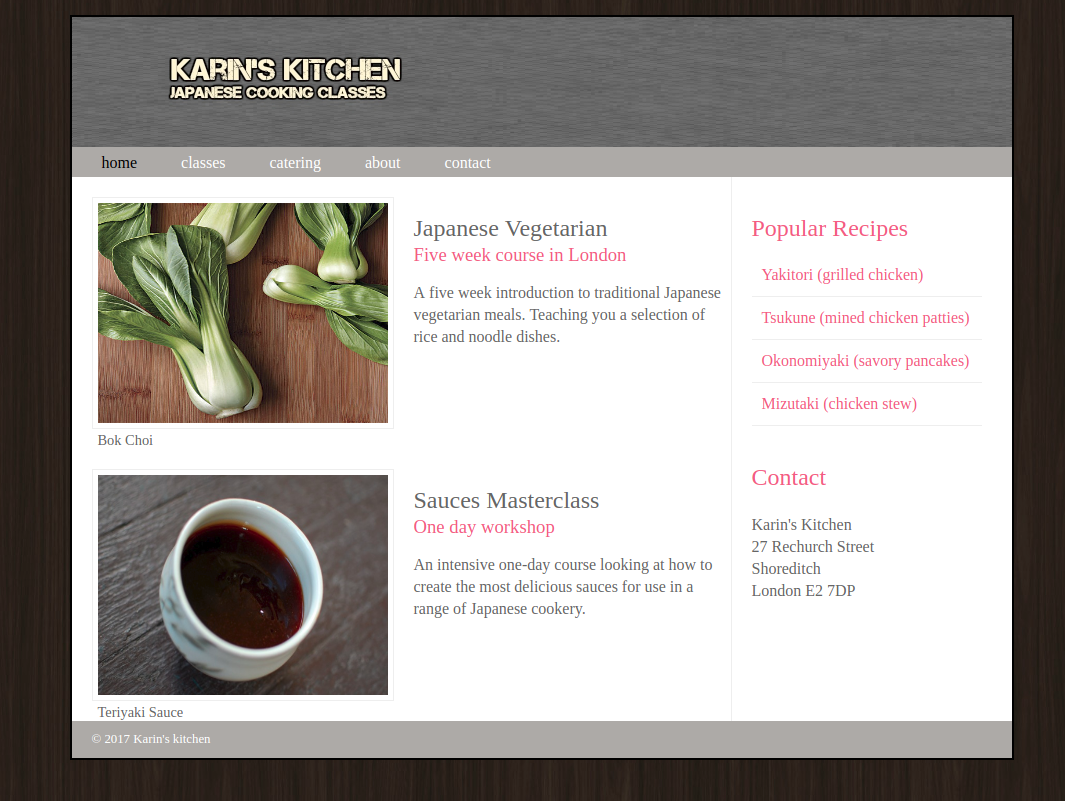 KARIN'S KITCHEN
JAPANESE COOKING CLASSES
home classes catering about contact
Japanese Vegetarian
Five week course in London
A five week introduction to traditional Japanese
vegetarian meals. Teaching you a selection of
rice and noodle dishes.
Bok Choi
Sauces Masterclass
One day workshop
An intensive one-day course looking at how to
create the most delicious sauces for use in a
range of Japanese cookery.
Teriyaki Sauce
Popular Recipes
Yakitori (grilled chicken)
Tsukune (mined chicken patties)
Okonomiyaki (savory pancakes)
Mizutaki (chicken stew)
Contact
Karin's Kitchen
27 Rechurch Street
Shoreditch
London E2 7DP
© 2017 Karin's kitchen